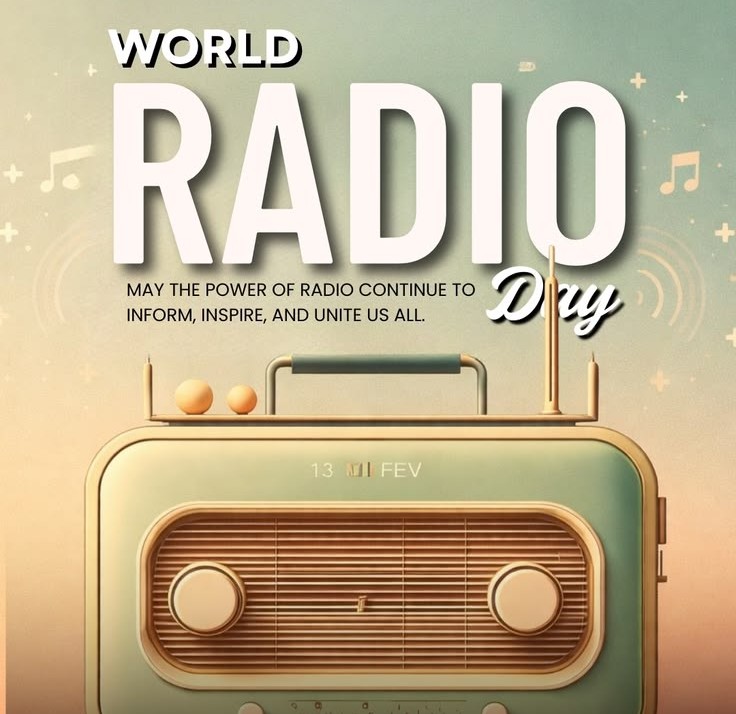 WORLD
RADIO
Day
MAY THE POWER OF RADIO CONTINUE TO
INFORM, INSPIRE, AND UNITE US ALL.
13
FEV